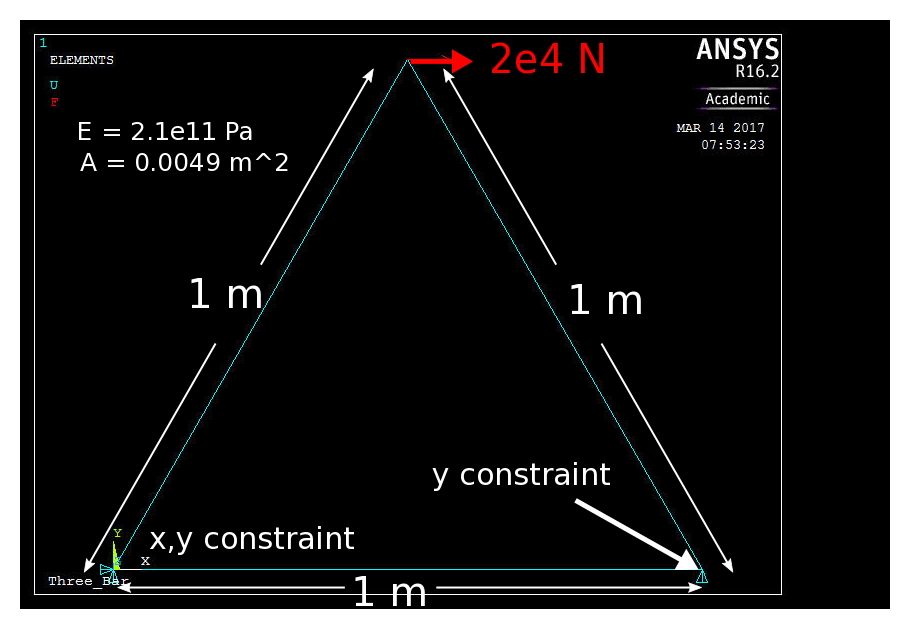 1
ELEMENTS
U
F
2e4 N
ANSYS
R16.2
Academic
MAR 14 2017
07:53:23
E = 2.1e11 Pa
A = 0.0049 m^2
1 m
1 m
y constraint
Y
x,y constraint
X
Three_Bar
1 m